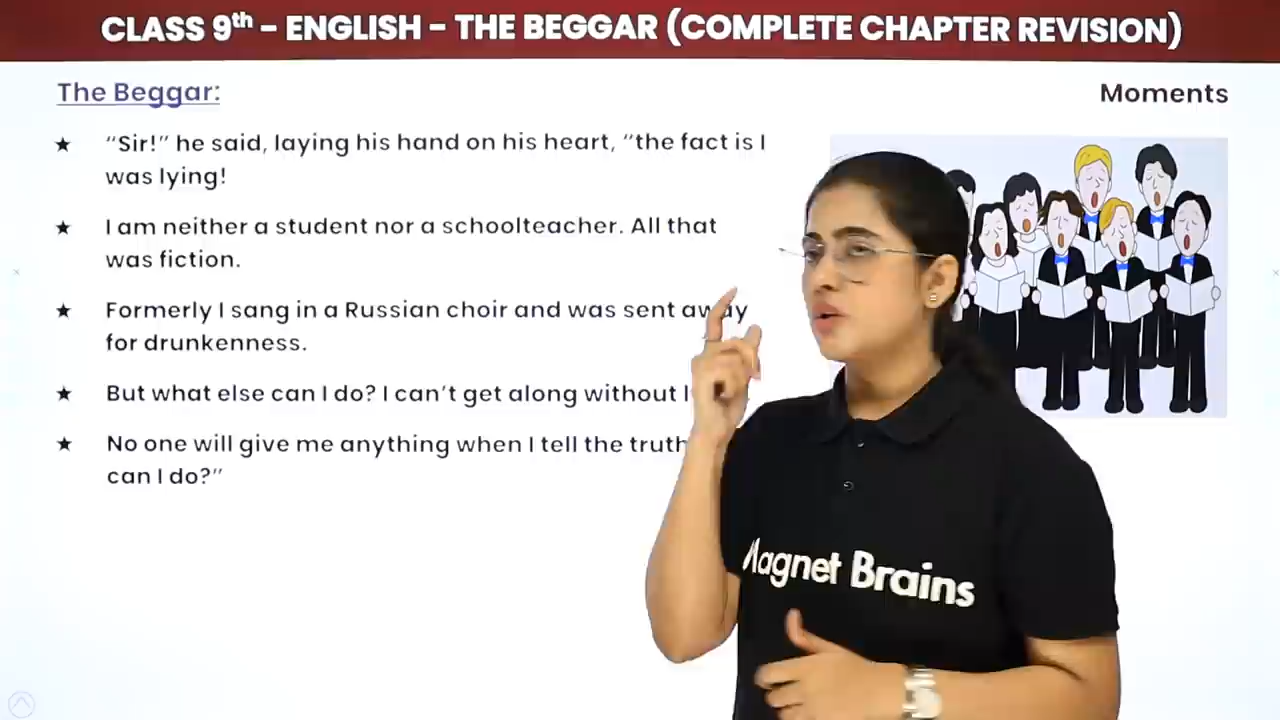 CLASS 9th – ENGLISH – THE BEGGAR (COMPLETE CHAPTER REVISION)
The Beggar:
Moments
★ “Sir!” he said, laying his hand on his heart, “the fact is I
was lying!
★ I am neither a student nor a schoolteacher. All that
was fiction.
★ Formerly I sang in a Russian choir and was sent away
for drunkenness.
★ But what else can I do? I can’t get along without
★ No one will give me anything when I tell the truth
can I do?”
Magnet Brains